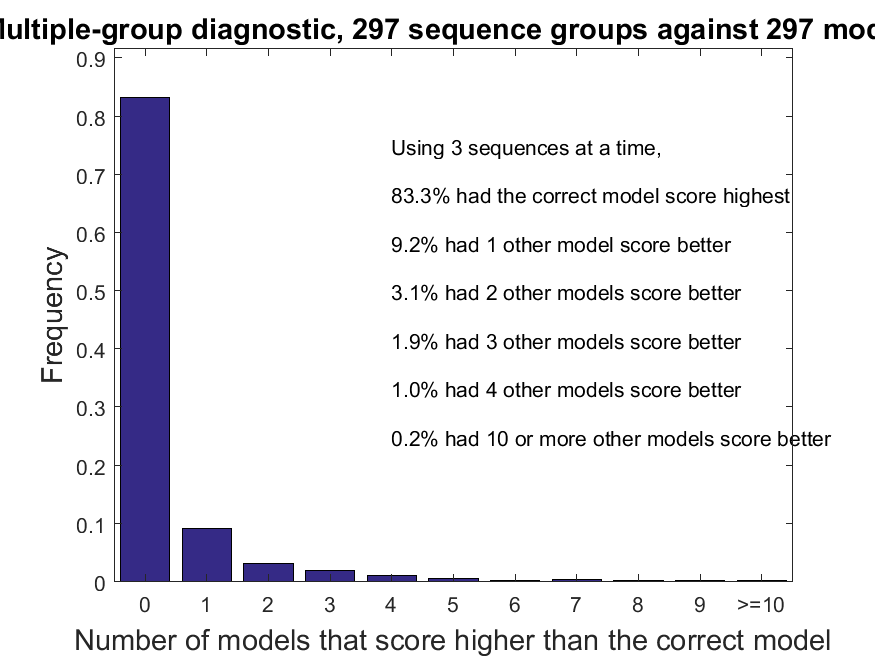 Multiple-group diagnostic, 297 sequence groups against 297 mod
0.9
0.8
0.7
0.6
0.5
0.4
0.3
0.2
0.1
0
Frequency
Using 3 sequences at a time,
83.3% had the correct model score highest
9.2% had 1 other model score better
3.1% had 2 other models score better
1.9% had 3 other models score better
1.0% had 4 other models score better
0.2% had 10 or more other models score better
0 1 2 3 4 5 6 7 8 9 >=10
Number of models that score higher than the correct model